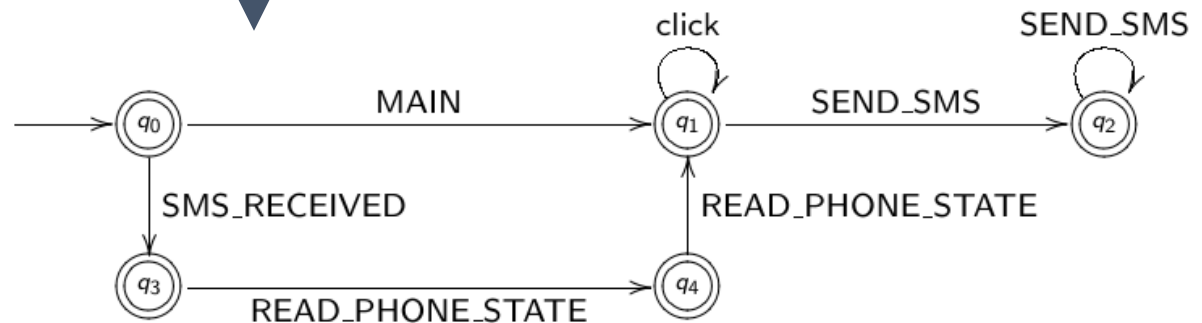 click
SEND_SMS
MAIN
SEND_SMS
q0
q1
q2
SMS_RECEIVED
READ_PHONE_STATE
q3
q4
READ_PHONE_STATE